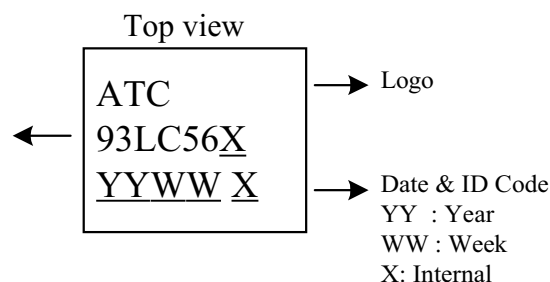 Top view
ATC
93LC56X
YYWW X
Logo
Date & ID Code
YY : Year
WW : Week
X: Internal